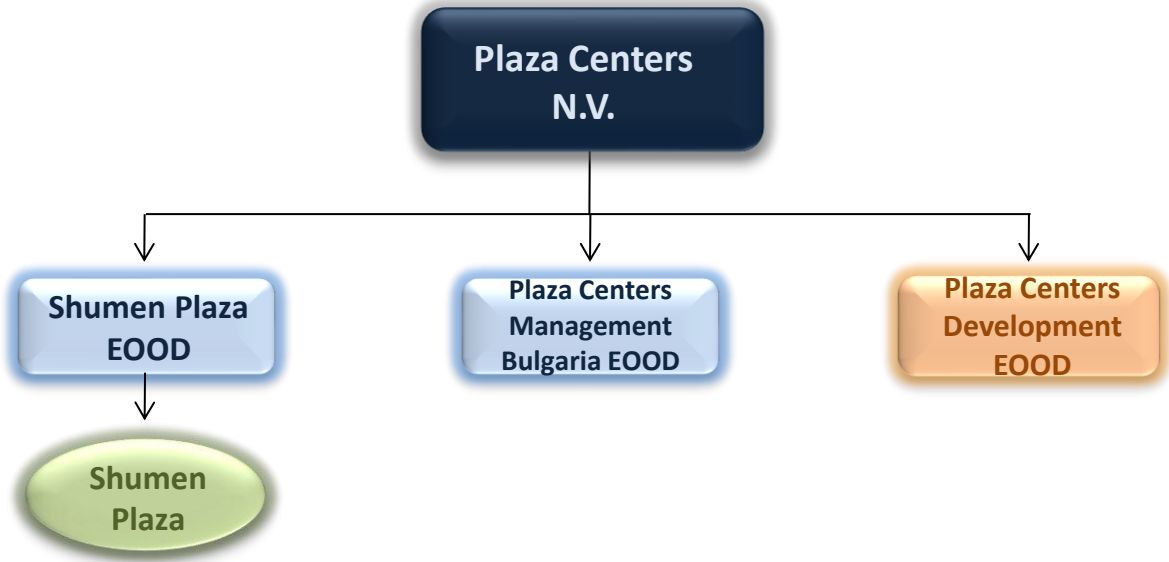 Plaza Centers
N.V.
Shumen Plaza
EOOD
Plaza Centers
Management
Bulgaria EOOD
Plaza Centers
Development
EOOD
Shumen
Plaza